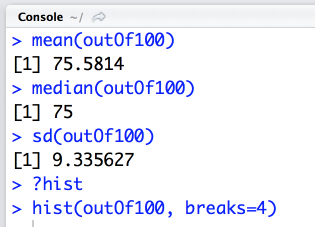 Console ~/
> mean(outOf100)
[1] 75.5814
> median(outOf100)
[1] 75
> sd(outOf100)
[1] 9.335627
> ?hist
> hist(outOf100, breaks=4)